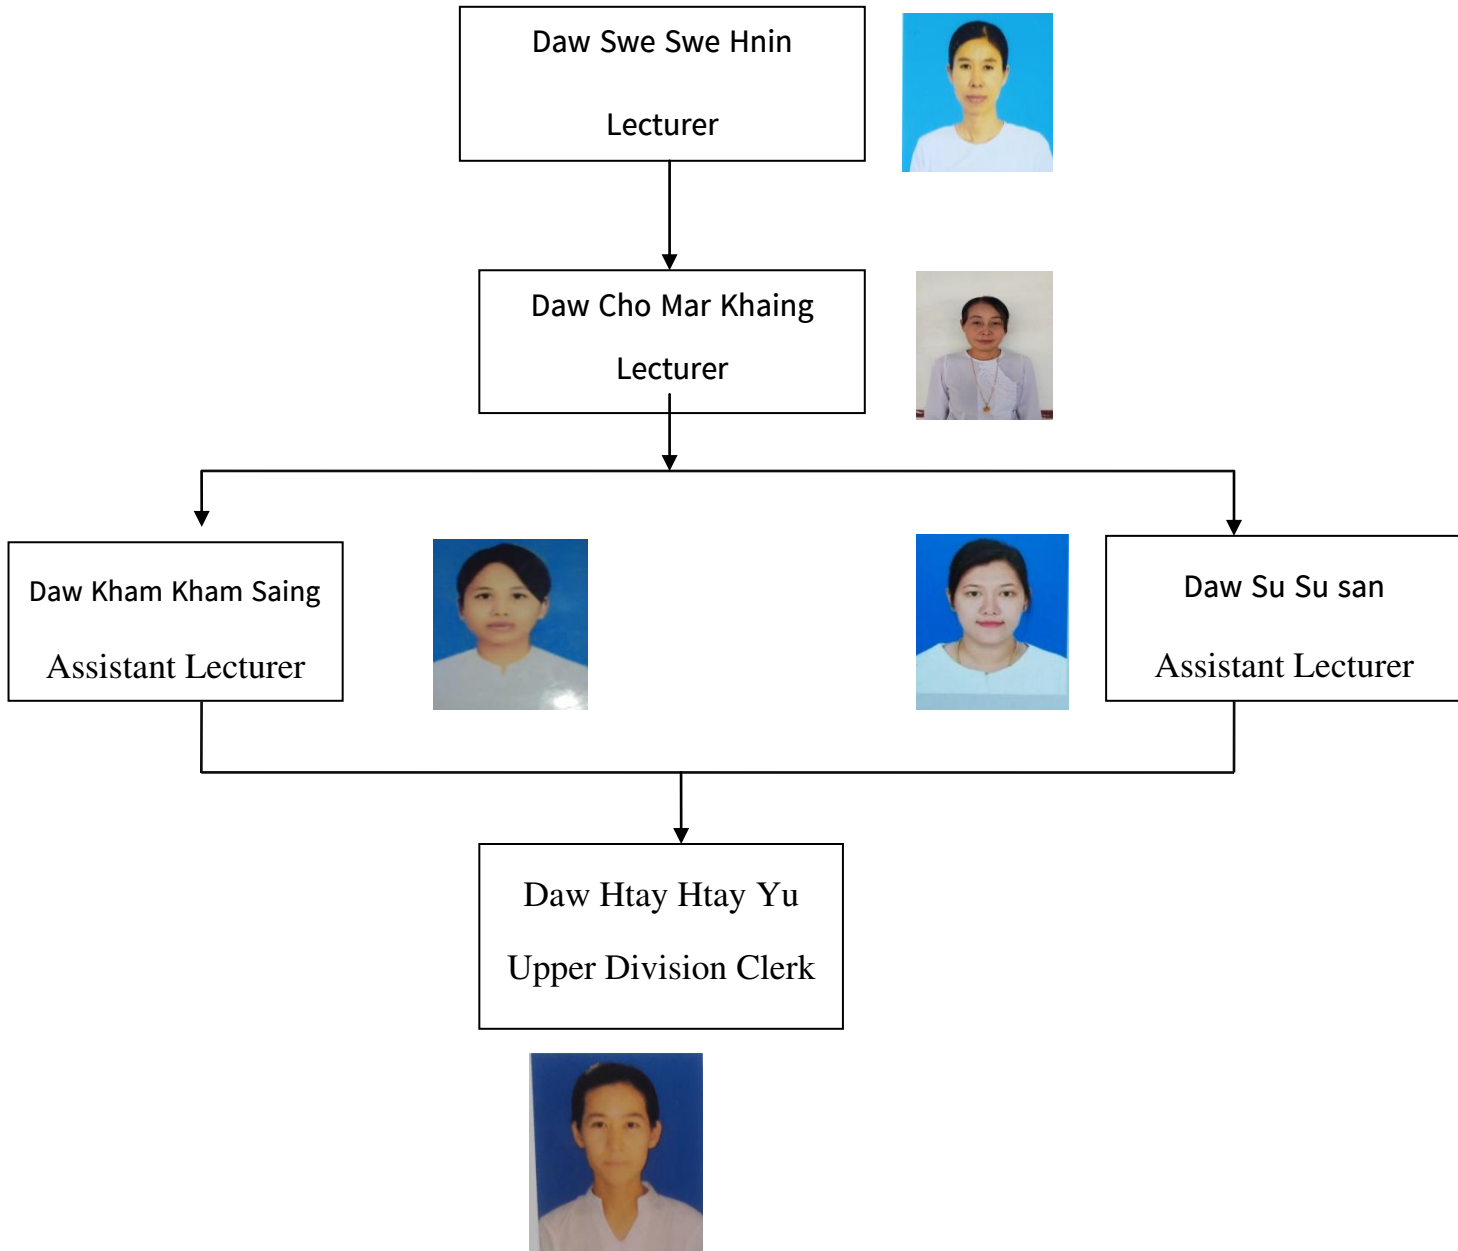 Daw Swe Swe Hnin
Lecturer
Daw Cho Mar Khaing
Lecturer
Daw Kham Kham Saing
Assistant Lecturer
Daw Su Su san
Assistant Lecturer
Daw Htay Htay Yu
Upper Division Clerk